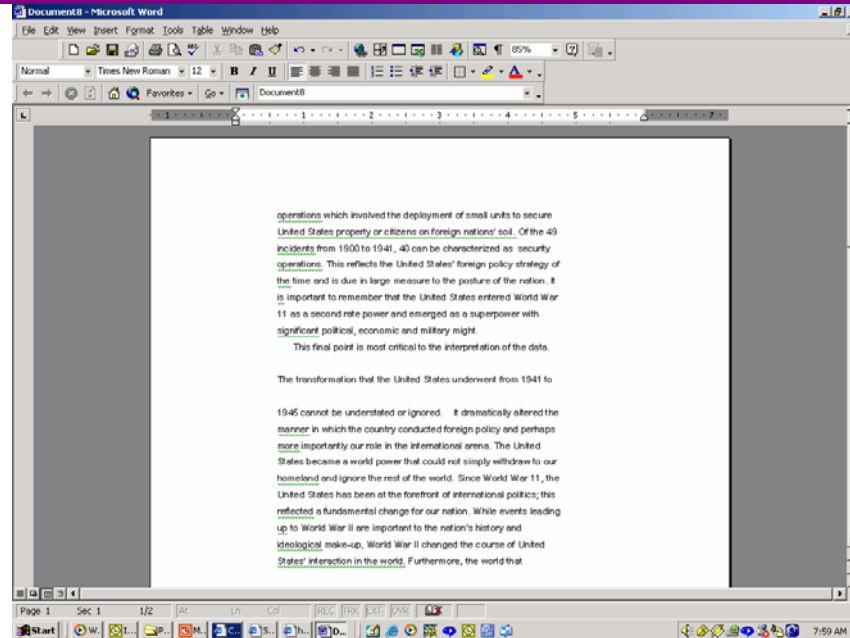 Document8 - Microsoft Word
File Edit View Insert Format Tools Table Window Help
85%
Normal Times New Roman 12 B I U
Favorites Go Document8
1 1 2 3 4 5 7
operations which involved the deployment of small units to secure
United States property or citizens on foreign nations' soil. Of the 49
incidents from 1900 to 1941, 40 can be characterized as security
operations. This reflects the United States' foreign policy strategy of
the time and is due in large measure to the posture of the nation. It
is important to remember that the United States entered World War
11 as a second rate power and emerged as a superpower with
significant political, economic and military might.
This final point is most critical to the interpretation of the data.
The transformation that the United States underwent from 1941 to
1945 cannot be understated or ignored. It dramatically altered the
manner in which the country conducted foreign policy and perhaps
more importantly our role in the international arena. The United
States became a world power that could not simply withdraw to our
homeland and ignore the rest of the world. Since World War 11, the
United States has been at the forefront of international politics; this
reflected a fundamental change for our nation. While events leading
up to World War II are important to the nation's history and
ideological make-up, World War II changed the course of United
States' interaction in the world. Furthermore, the world that
Page 1 Sec 1 1/2 At Ln Col REC TRK EXT OVR
Start W... I... P... M... C... S... h... D... 7:59 AM